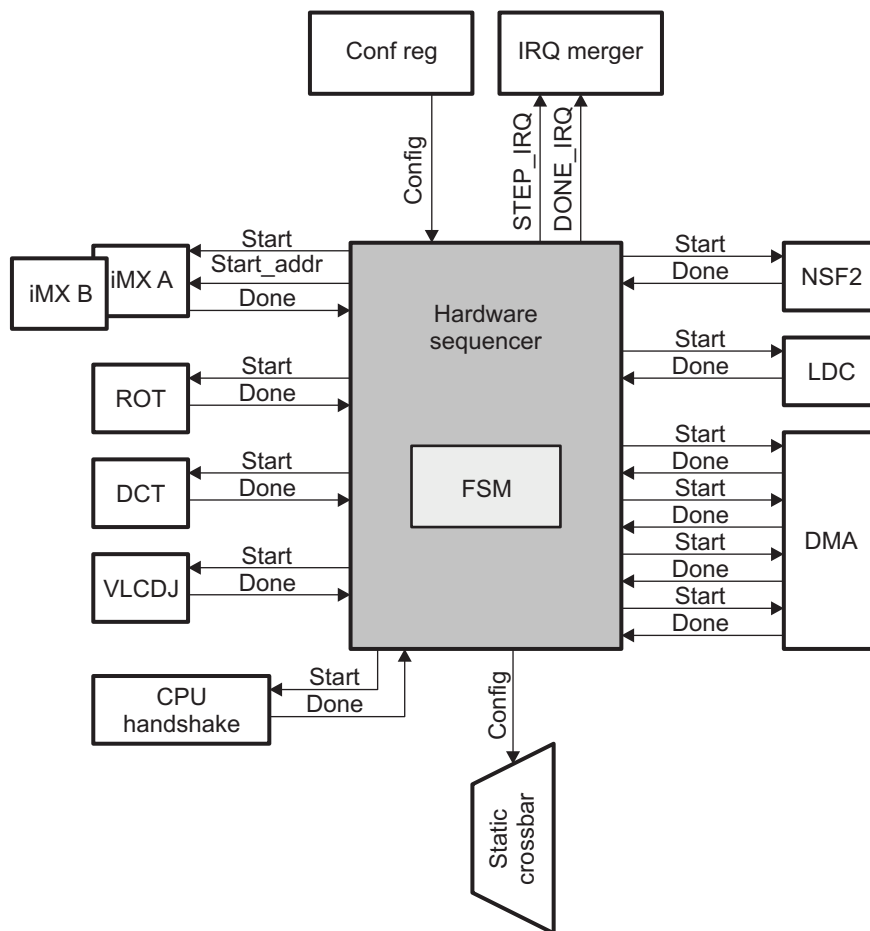 Conf reg
IRQ merger
Config
STEP_IRQ
DONE_IRQ
Start
Start_addr
Done
iMX A
iMX B
Hardware
sequencer
FSM
Start
Done
NSF2
Start
Done
ROT
Start
Done
LDC
Start
Done
DCT
Start
Done
Start
Done
Start
Done
Start
Done
DMA
Start
Done
VLCDJ
Start
Done
CPU
handshake
Config
Static
crossbar